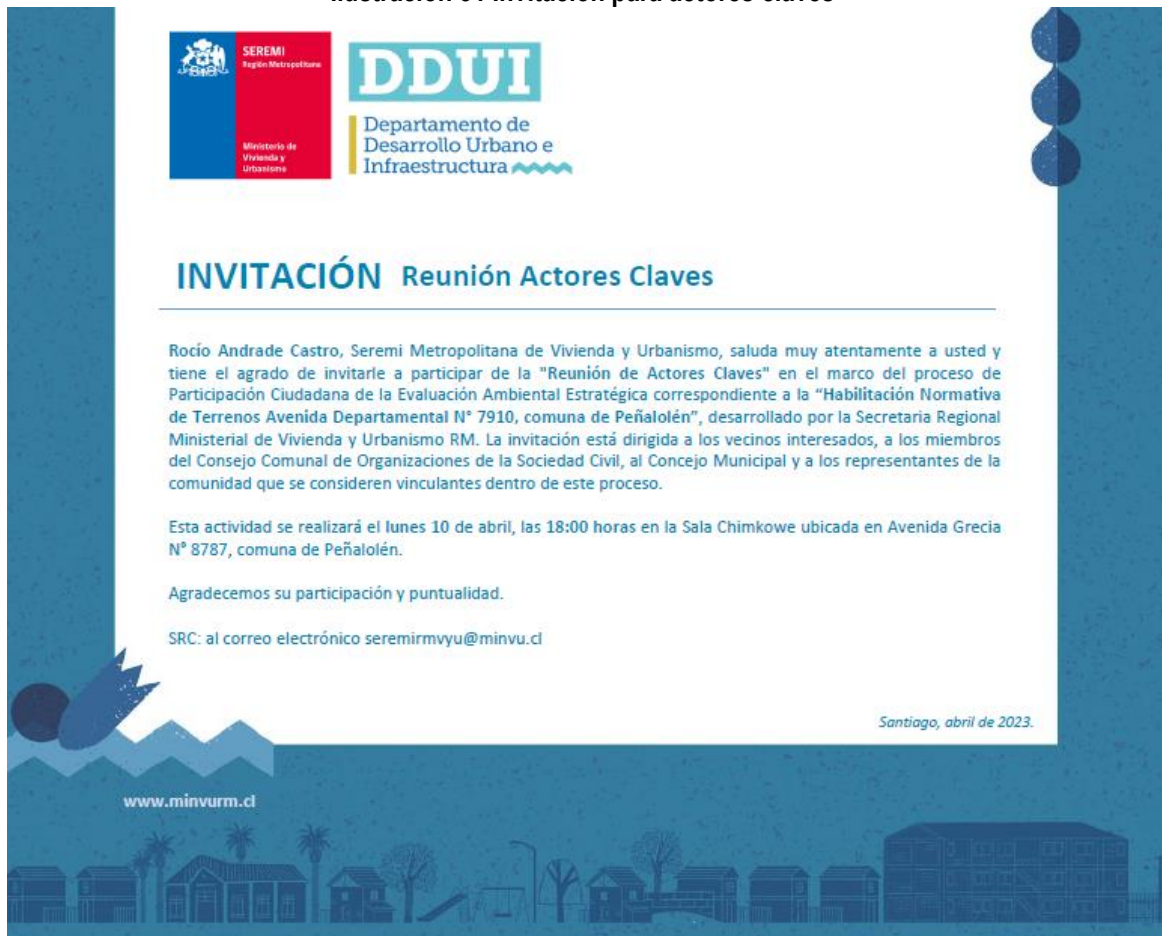 Invitación para actores claves
SEREMI
Región Metropolitana
Ministerio de
Vivienda y
Urbanismo
DDUI
Departamento de
Desarrollo Urbano e
Infraestructura
INVITACIÓN Reunión Actores Claves
Rocío Andrade Castro, Seremi Metropolitana de Vivienda y Urbanismo, saluda muy atentamente a usted y
tiene el agrado de invitarle a participar de la "Reunión de Actores Claves" en el marco del proceso de
Participación Ciudadana de la Evaluación Ambiental Estratégica correspondiente a la “Habilitación Normativa
de Terrenos Avenida Departamental N° 7910, comuna de Peñalolén”, desarrollado por la Secretaria Regional
Ministerial de Vivienda y Urbanismo RM. La invitación está dirigida a los vecinos interesados, a los miembros
del Consejo Comunal de Organizaciones de la Sociedad Civil, al Concejo Municipal y a los representantes de la
comunidad que se consideren vinculantes dentro de este proceso.
Esta actividad se realizará el lunes 10 de abril, las 18:00 horas en la Sala Chimkowe ubicada en Avenida Grecia
N° 8787, comuna de Peñalolén.
Agradecemos su participación y puntualidad.
SRC: al correo electrónico seremirmvyu@minvu.cl
Santiago, abril de 2023.
www.minvurm.cl